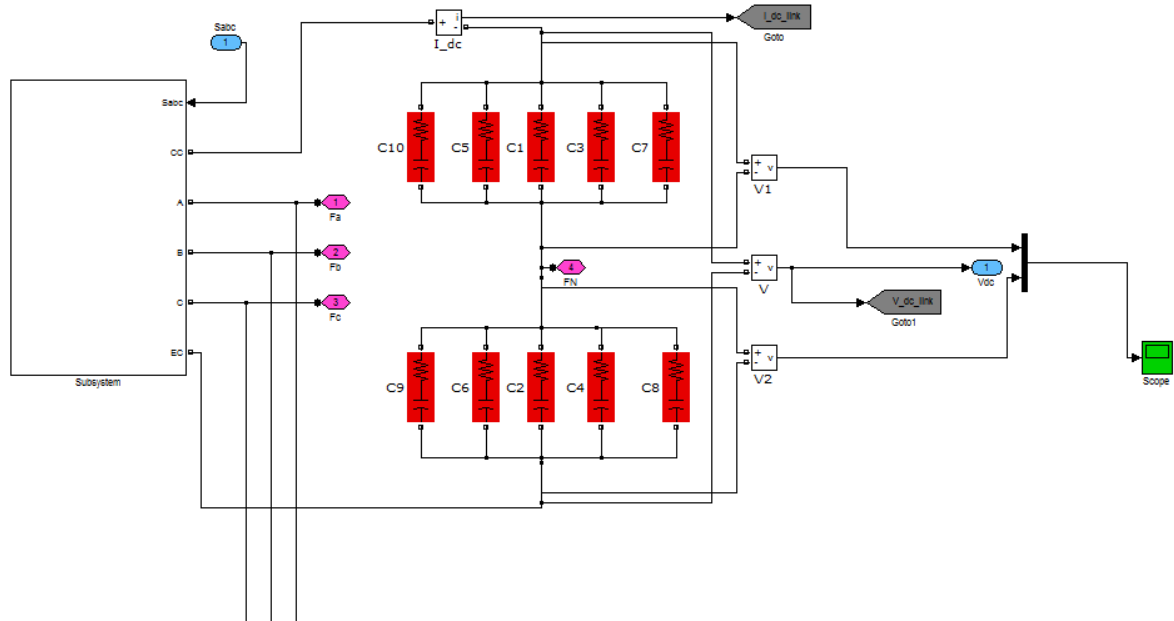 Sabc
1
i
+
-
I_dc
I_dc_link
Goto
Sabc
CC
A
B
C
EC
Subsystem
1
Fa
2
Fb
3
Fc
C10
C5
C1
C3
C7
+
-
v
V1
4
FN
+
-
v
V
1
Vdc
V_dc_link
Goto1
C9
C6
C2
C4
C8
+
-
v
V2
Scope